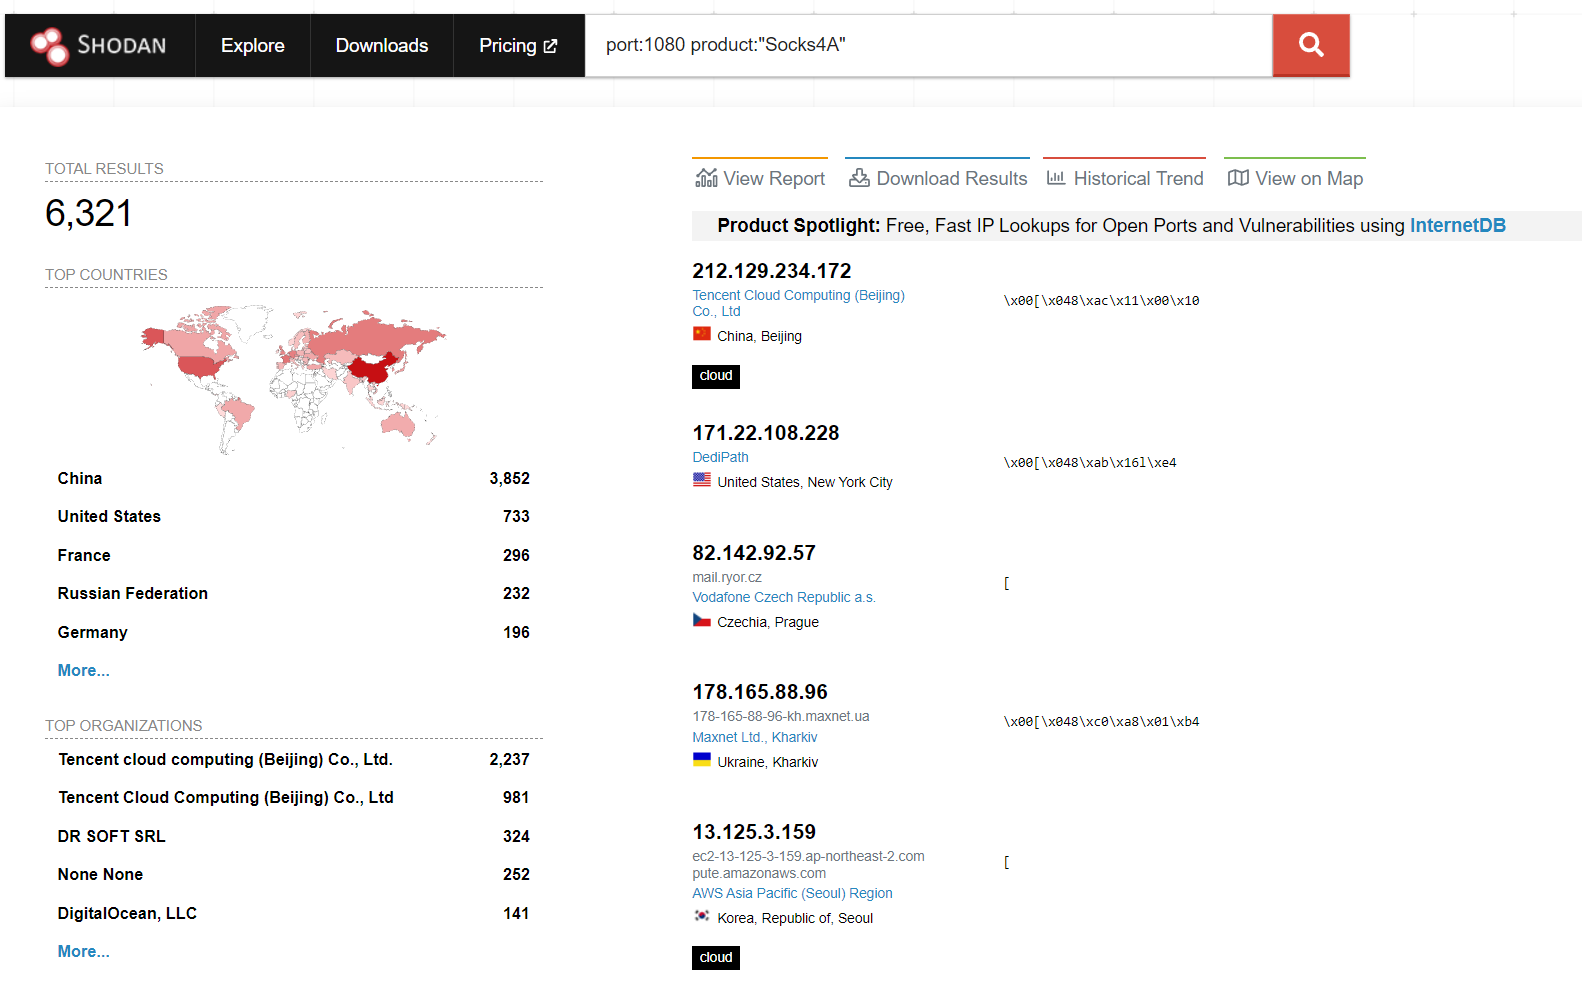 SHODAN Explore Downloads Pricing port:1080 product:"Socks4A"
TOTAL RESULTS
6,321
TOP COUNTRIES
China 3,852
United States 733
France 296
Russian Federation 232
Germany 196
More...
TOP ORGANIZATIONS
Tencent cloud computing (Beijing) Co., Ltd. 2,237
Tencent Cloud Computing (Beijing) Co., Ltd 981
DR SOFT SRL 324
None None 252
DigitalOcean, LLC 141
More...
View Report Download Results Historical Trend View on Map
Product Spotlight: Free, Fast IP Lookups for Open Ports and Vulnerabilities using InternetDB
212.129.234.172
Tencent Cloud Computing (Beijing)
Co., Ltd
China, Beijing
cloud
\x00[\x048\xac\x11\x00\x10
171.22.108.228
DediPath
United States, New York City
\x00[\x048\xab\x16l\xe4
82.142.92.57
mail.ryor.cz
Vodafone Czech Republic a.s.
Czechia, Prague
[
178.165.88.96
178-165-88-96-kh.maxnet.ua
Maxnet Ltd., Kharkiv
Ukraine, Kharkiv
\x00[\x048\xc0\xa8\x01\xb4
13.125.3.159
ec2-13-125-3-159.ap-northeast-2.com
pute.amazonaws.com
AWS Asia Pacific (Seoul) Region
Korea, Republic of, Seoul
cloud
[